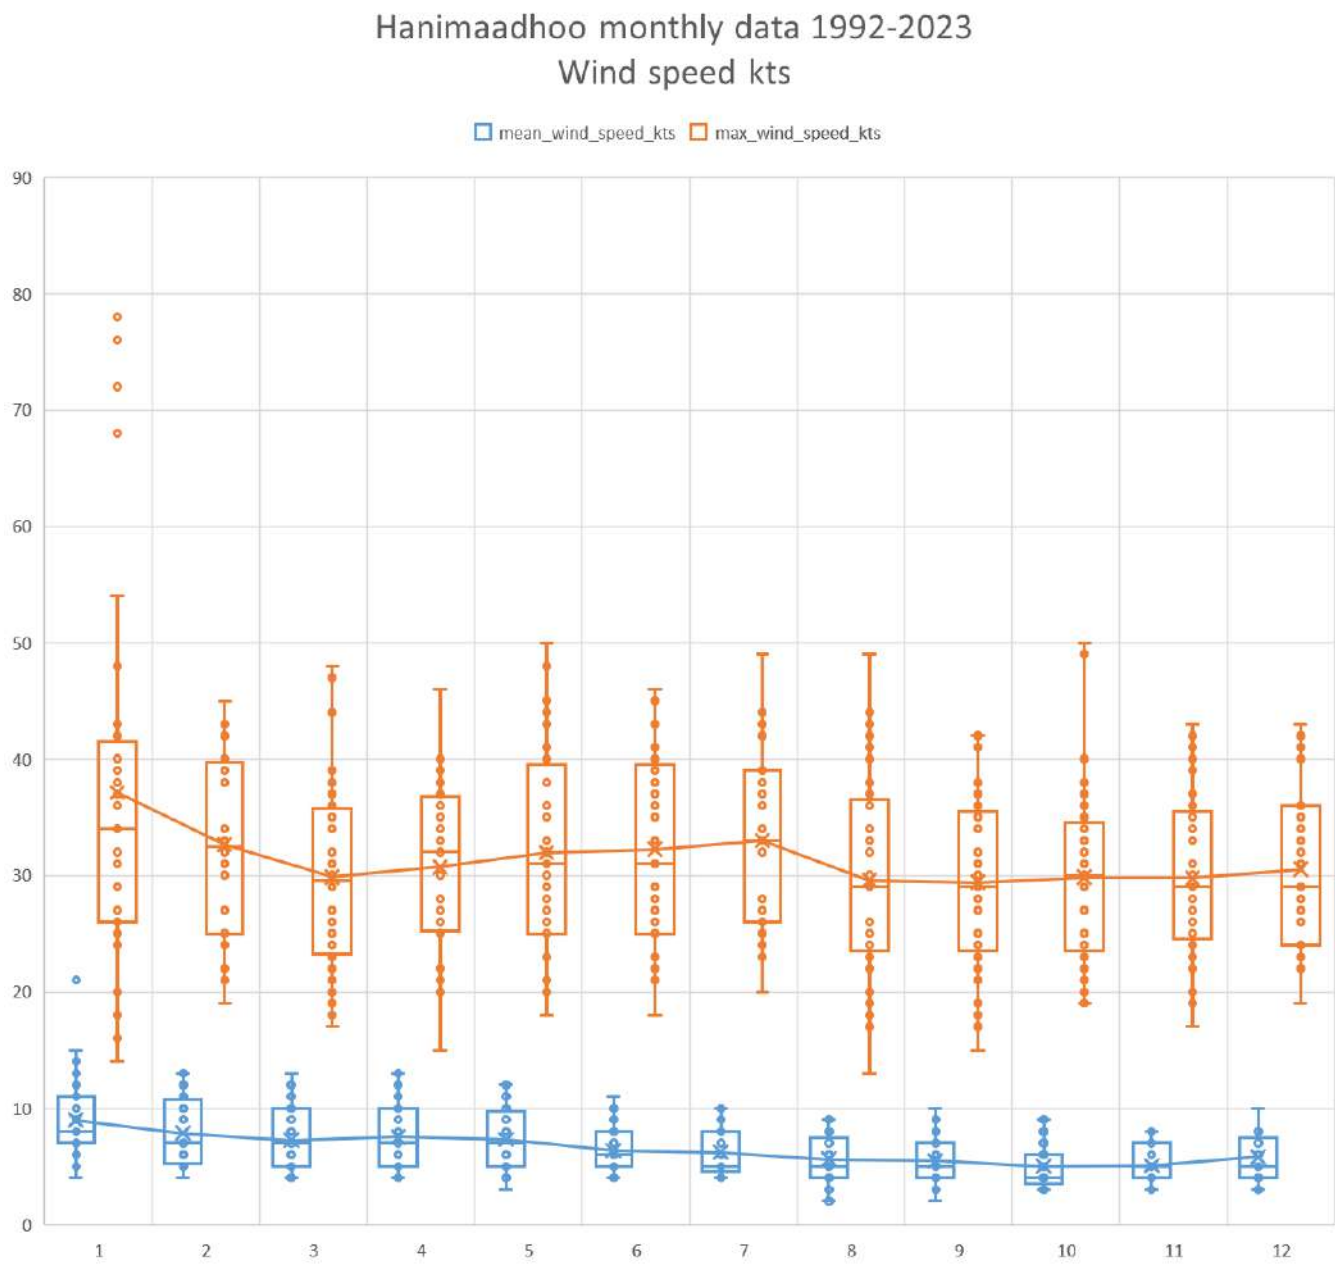 Hanimaadhoo monthly data 1992-2023
Wind speed kts
mean_wind_speed_kts max_wind_speed_kts
90
80
70
60
50
40
30
20
10
0
1 2 3 4 5 6 7 8 9 10 11 12